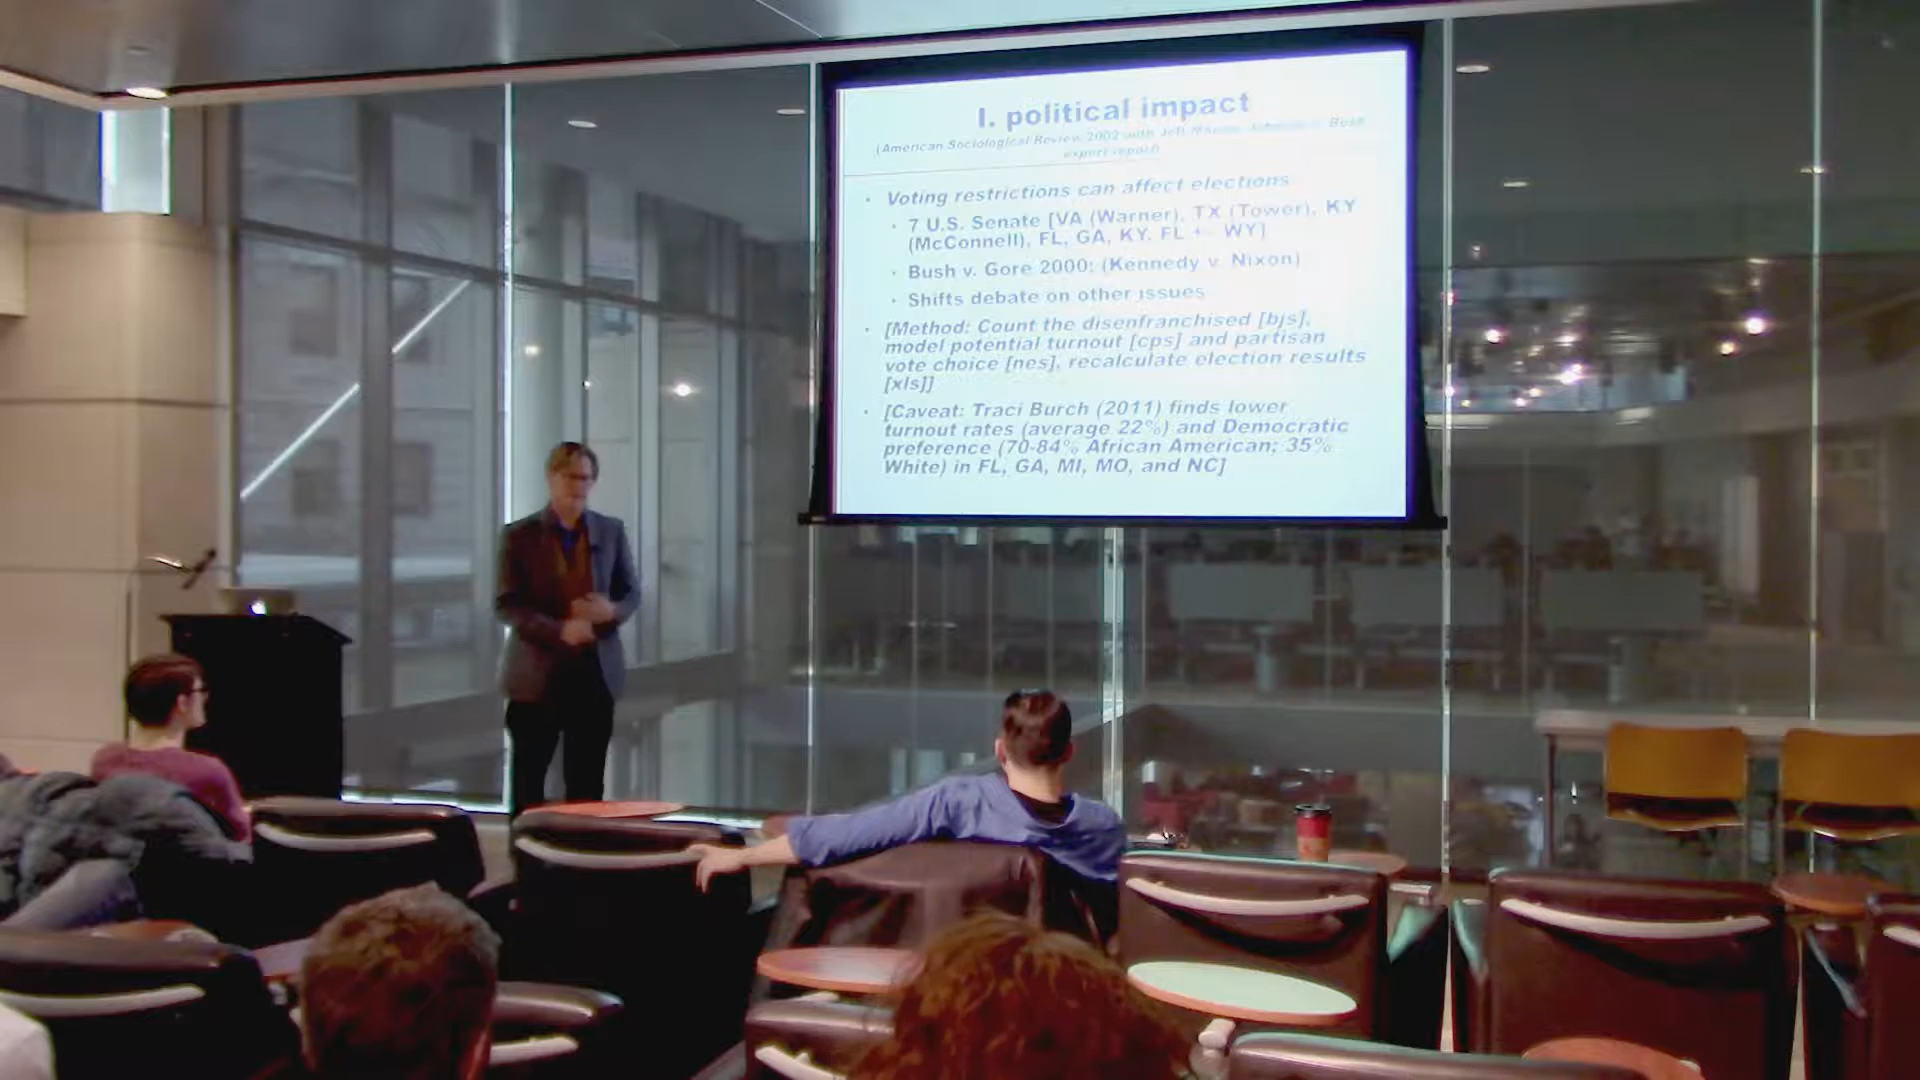 I. political impact
(American Sociological Review 2002 with Jeff Manza, Johnson v. Bush
expert report)
Voting restrictions can affect elections
7 U.S. Senate [VA (Warner), TX (Tower), KY
(McConnell), FL, GA, KY, FL +- WY]
Bush v. Gore 2000; (Kennedy v. Nixon)
Shifts debate on other issues
[Method: Count the disenfranchised [bjs],
model potential turnout [cps] and partisan
vote choice [nes], recalculate election results
[xls]]
[Caveat: Traci Burch (2011) finds lower
turnout rates (average 22%) and Democratic
preference (70-84% African American; 35%
White) in FL, GA, MI, MO, and NC]